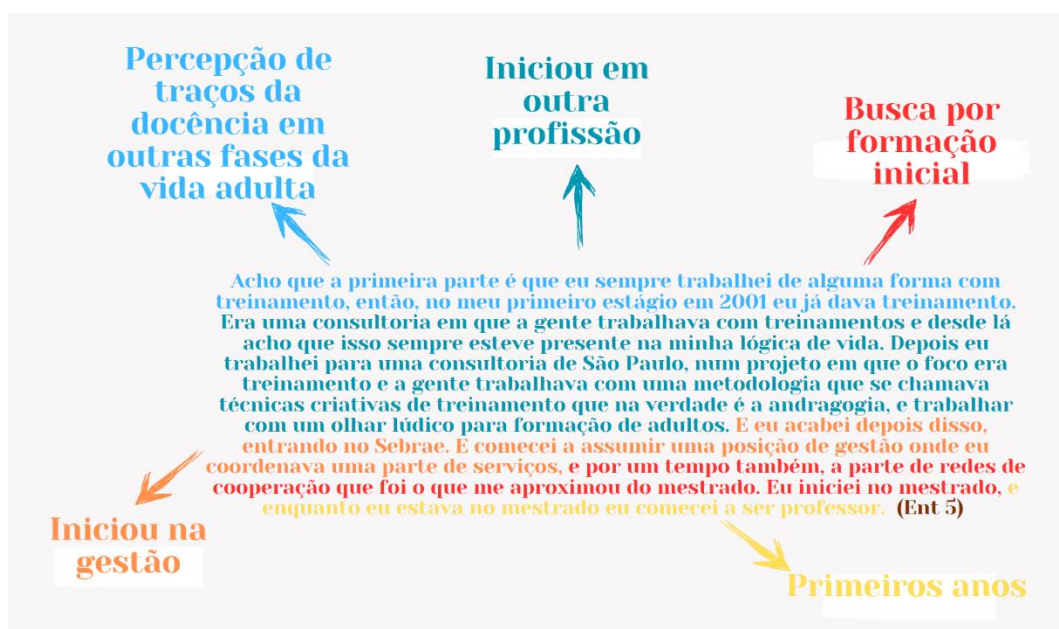 Percepção de
traços da
docência em
outras fases da
vida adulta
Iniciou em
outra
profissão
Busca por
formação
inicial
Acho que a primeira parte é que eu sempre trabalhei de alguma forma com
treinamento, então, no meu primeiro estágio em 2001 eu já dava treinamento.
Era uma consultoria em que a gente trabalhava com treinamentos e desde lá
acho que isso sempre esteve presente na minha lógica de vida. Depois eu
trabalhei para uma consultoria de São Paulo, num projeto em que o foco era
treinamento e a gente trabalhava com uma metodologia que se chamava
técnicas criativas de treinamento que na verdade é a andragogia, e trabalhar
com um olhar lúdico para formação de adultos. E eu acabei depois disso,
entrando no Sebrae. E comecei a assumir uma posição de gestão onde eu
coordenava uma parte de serviços, e por um tempo também, a parte de redes de
cooperação que foi o que me aproximou do mestrado. Eu iniciei no mestrado, e
enquanto eu estava no mestrado eu comecei a ser professor. (Ent 5)
Iniciou na
gestão
Primeiros anos